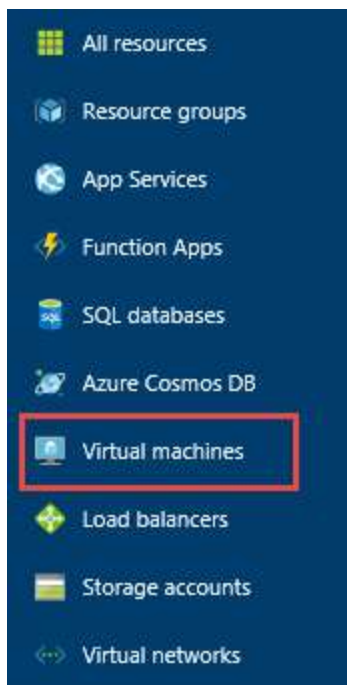 All resources
Resource groups
App Services
Function Apps
SQL databases
Azure Cosmos DB
Virtual machines
Load balancers
Storage accounts
Virtual networks